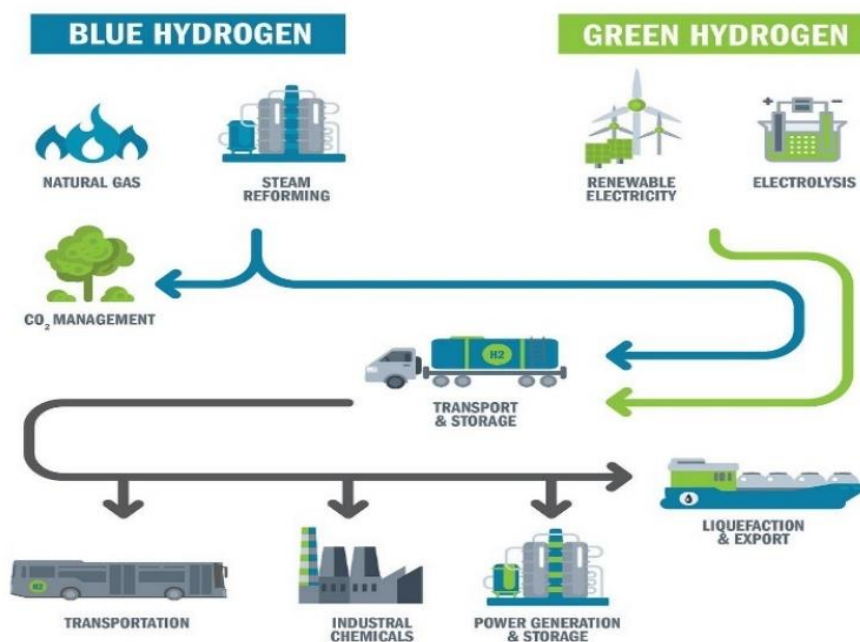 BLUE HYDROGEN
GREEN HYDROGEN
NATURAL GAS
STEAM
REFORMING
RENEWABLE
ELECTRICITY
ELECTROLYSIS
CO₂ MANAGEMENT
H2
TRANSPORT
& STORAGE
LIQUEFACTION
& EXPORT
H2
TRANSPORTATION
INDUSTRAL
CHEMICALS
POWER GENERATION
& STORAGE